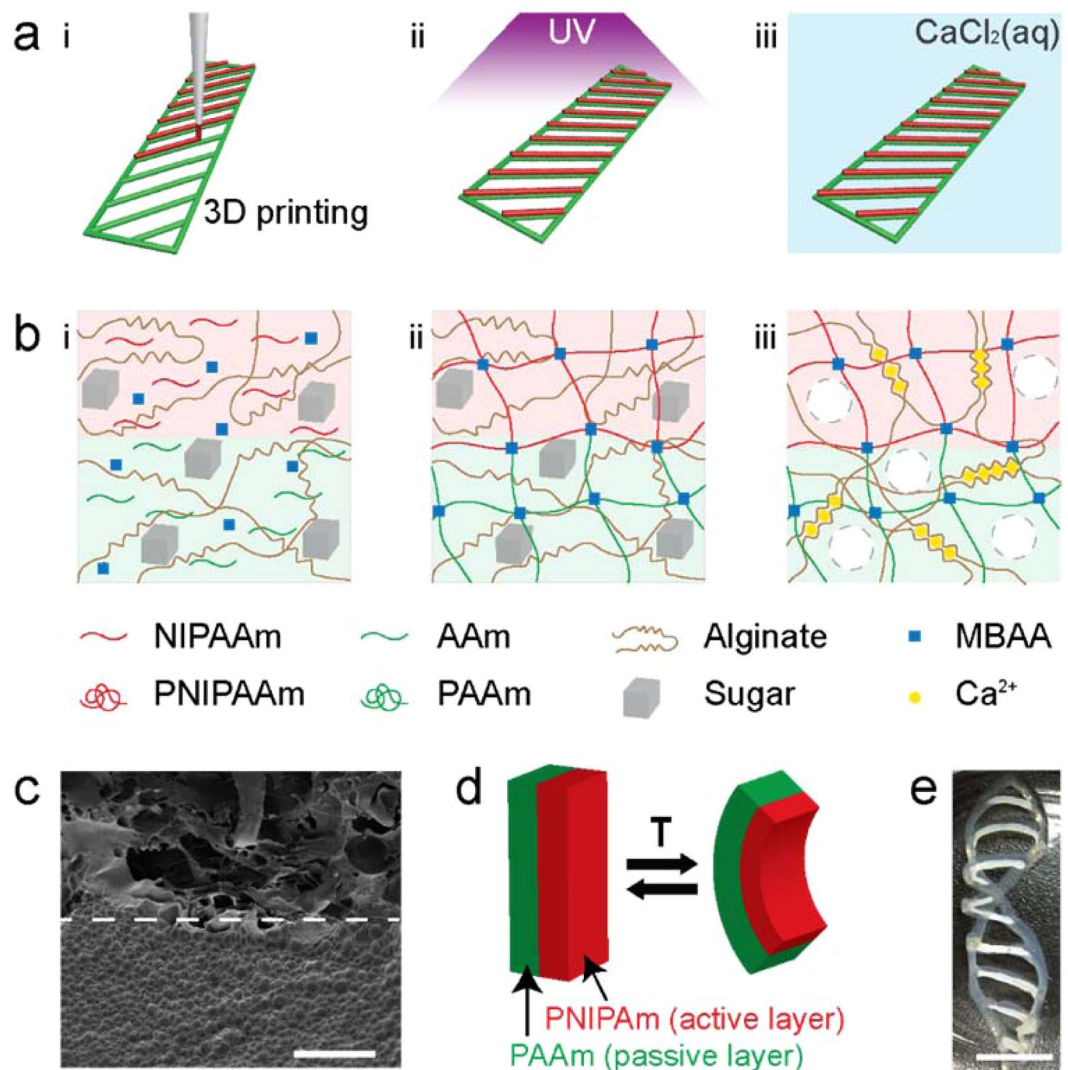 a i ii iii
UV
CaCl₂(aq)
3D printing
b i ii iii
NIPAAm AAm Alginate MBAA
PNIPAAm PAAm Sugar Ca²⁺
c d e
T
PNIPAm (active layer)
PAAm (passive layer)